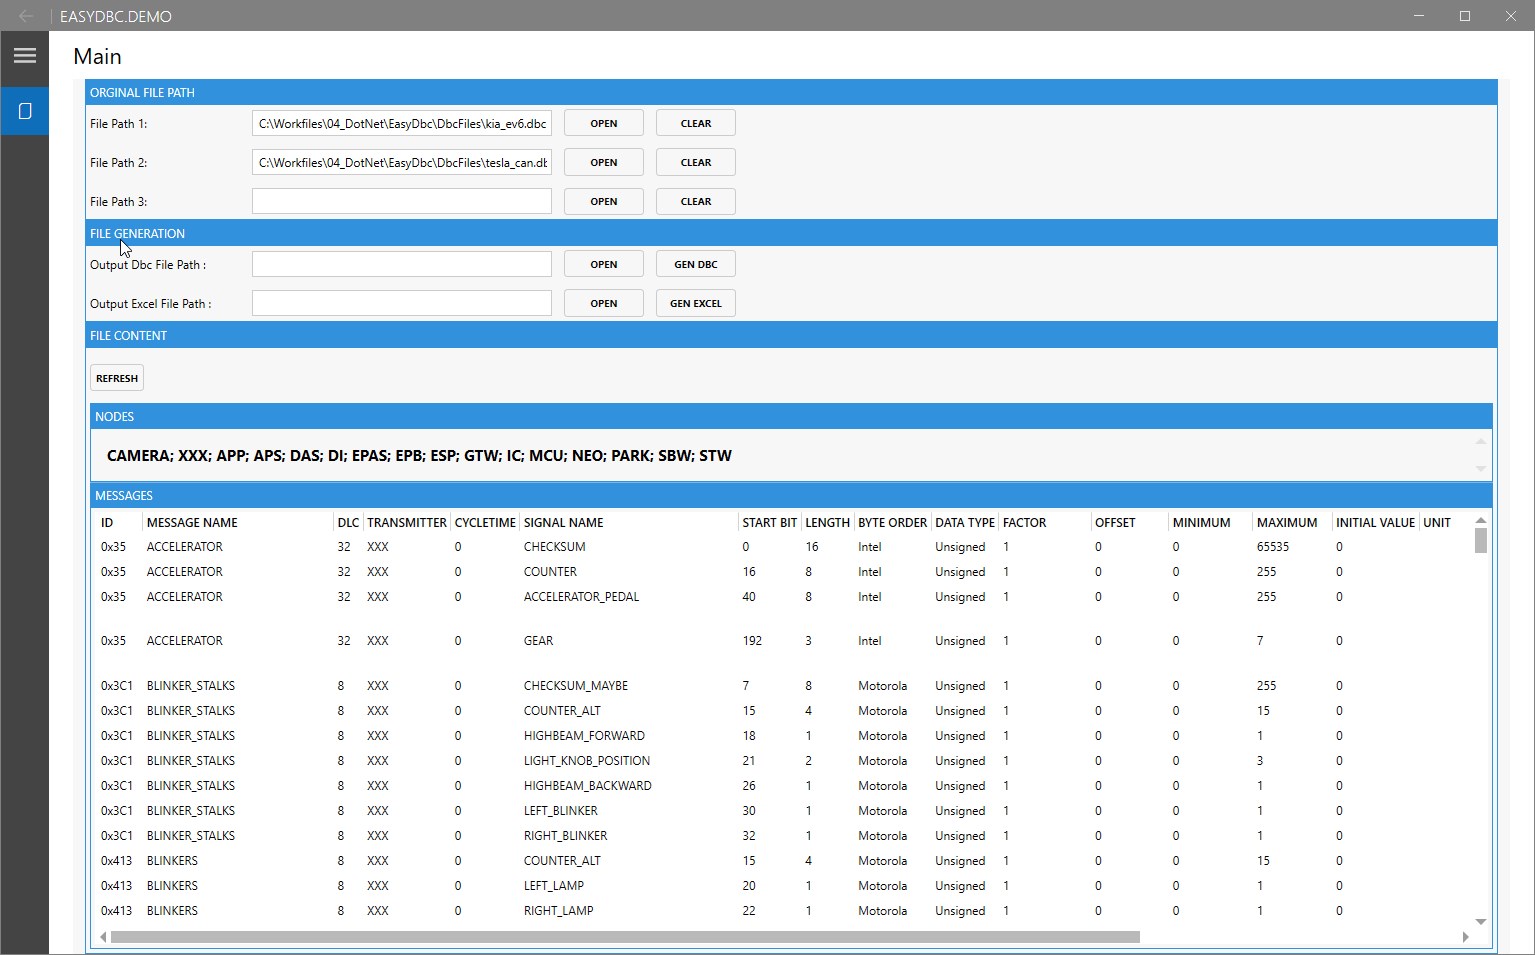 EASYDBC.DEMO
Main
ORGINAL FILE PATH
File Path 1: C:\Workfiles\04_DotNet\EasyDbc\DbcFiles\kia_ev6.dbc OPEN CLEAR
File Path 2: C:\Workfiles\04_DotNet\EasyDbc\DbcFiles\tesla_can.db OPEN CLEAR
File Path 3: OPEN CLEAR
FILE GENERATION
Output Dbc File Path : OPEN GEN DBC
Output Excel File Path : OPEN GEN EXCEL
FILE CONTENT
REFRESH
NODES
CAMERA; XXX; APP; APS; DAS; DI; EPAS; EPB; ESP; GTW; IC; MCU; NEO; PARK; SBW; STW
MESSAGES
ID MESSAGE NAME DLC TRANSMITTER CYCLETIME SIGNAL NAME START BIT LENGTH BYTE ORDER DATA TYPE FACTOR OFFSET MINIMUM MAXIMUM INITIAL VALUE UNIT
0x35 ACCELERATOR 32 XXX 0 CHECKSUM 0 16 Intel Unsigned 1 0 0 65535 0
0x35 ACCELERATOR 32 XXX 0 COUNTER 16 8 Intel Unsigned 1 0 0 255 0
0x35 ACCELERATOR 32 XXX 0 ACCELERATOR_PEDAL 40 8 Intel Unsigned 1 0 0 255 0
0x35 ACCELERATOR 32 XXX 0 GEAR 192 3 Intel Unsigned 1 0 0 7 0
0x3C1 BLINKER_STALKS 8 XXX 0 CHECKSUM_MAYBE 7 8 Motorola Unsigned 1 0 0 255 0
0x3C1 BLINKER_STALKS 8 XXX 0 COUNTER_ALT 15 4 Motorola Unsigned 1 0 0 15 0
0x3C1 BLINKER_STALKS 8 XXX 0 HIGHBEAM_FORWARD 18 1 Motorola Unsigned 1 0 0 1 0
0x3C1 BLINKER_STALKS 8 XXX 0 LIGHT_KNOB_POSITION 21 2 Motorola Unsigned 1 0 0 3 0
0x3C1 BLINKER_STALKS 8 XXX 0 HIGHBEAM_BACKWARD 26 1 Motorola Unsigned 1 0 0 1 0
0x3C1 BLINKER_STALKS 8 XXX 0 LEFT_BLINKER 30 1 Motorola Unsigned 1 0 0 1 0
0x3C1 BLINKER_STALKS 8 XXX 0 RIGHT_BLINKER 32 1 Motorola Unsigned 1 0 0 1 0
0x413 BLINKERS 8 XXX 0 COUNTER_ALT 15 4 Motorola Unsigned 1 0 0 15 0
0x413 BLINKERS 8 XXX 0 LEFT_LAMP 20 1 Motorola Unsigned 1 0 0 1 0
0x413 BLINKERS 8 XXX 0 RIGHT_LAMP 22 1 Motorola Unsigned 1 0 0 1 0